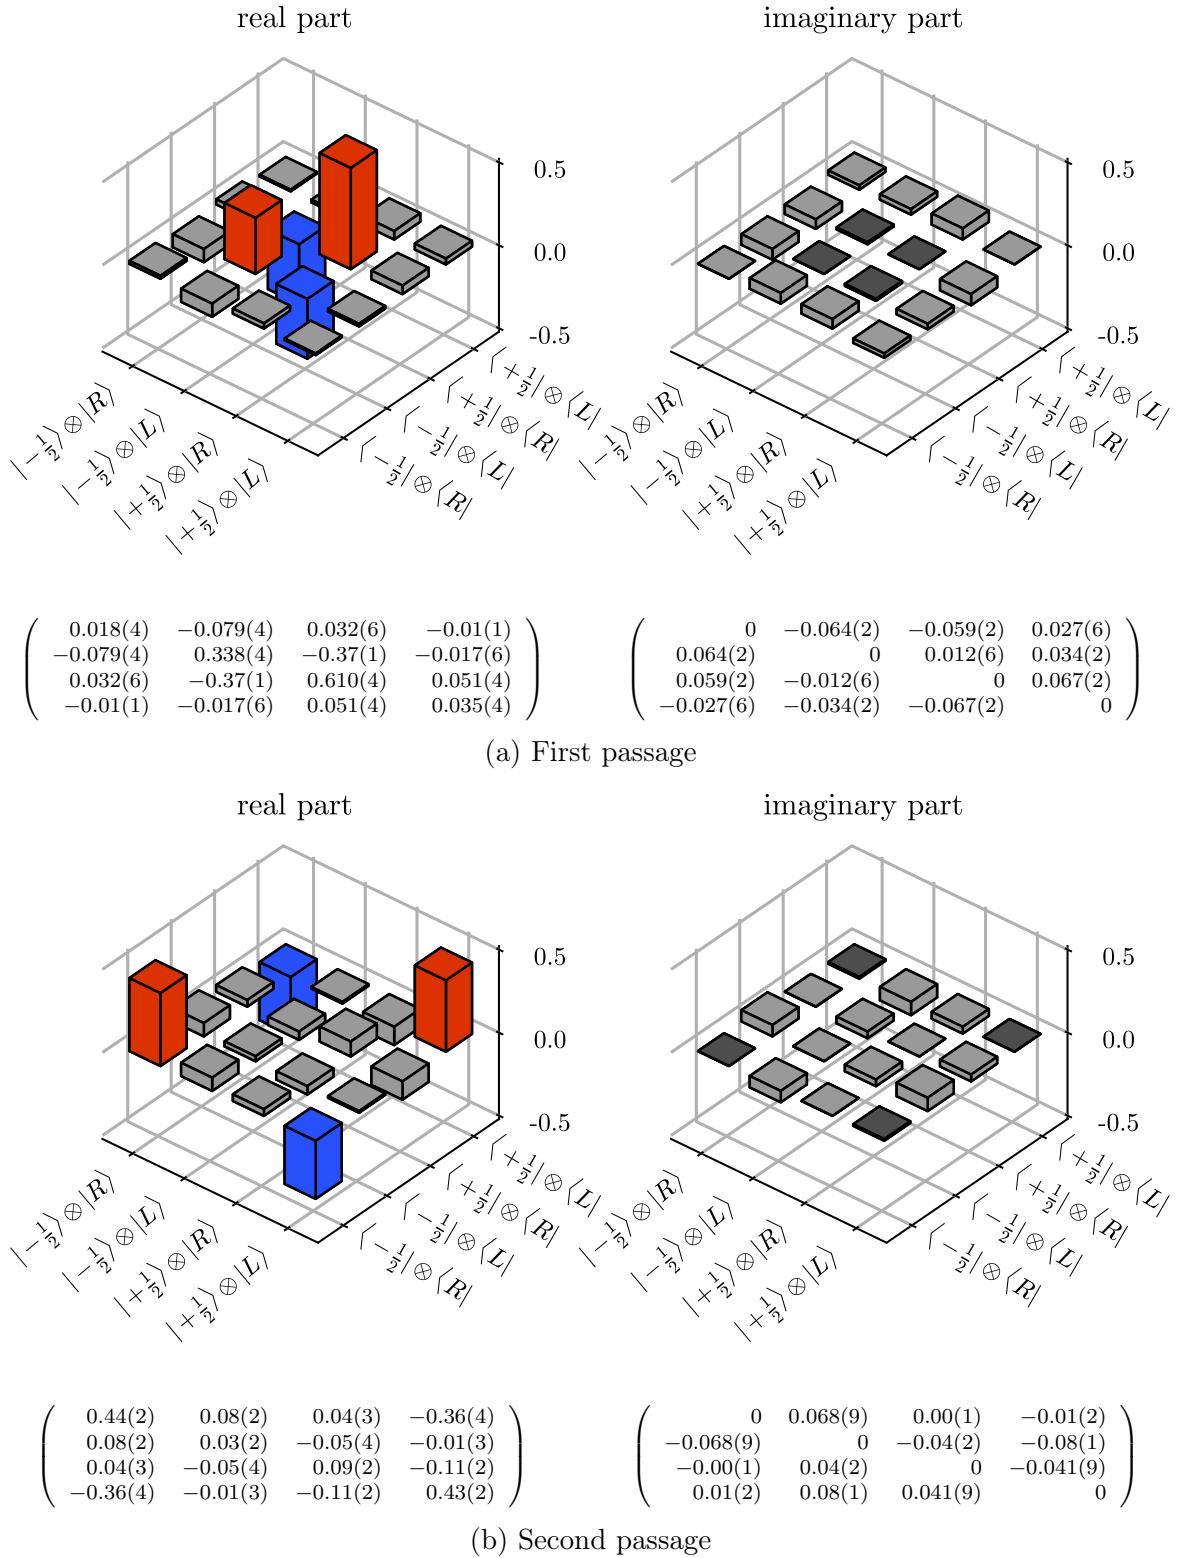 real part imaginary part
0.5 0.5
0.0 0.0
-0.5 -0.5
|−½⟩⊗|R⟩ |−½⟩⊗|L⟩ |+½⟩⊗|R⟩ |+½⟩⊗|L⟩
⟨+½|⊗⟨L| ⟨+½|⊗⟨R| ⟨−½|⊗⟨L| ⟨−½|⊗⟨R|
|−½⟩⊗|R⟩ |−½⟩⊗|L⟩ |+½⟩⊗|R⟩ |+½⟩⊗|L⟩
⟨+½|⊗⟨L| ⟨+½|⊗⟨R| ⟨−½|⊗⟨L| ⟨−½|⊗⟨R|
0.018(4) −0.079(4) 0.032(6) −0.01(1) 0 −0.064(2) −0.059(2) 0.027(6)
−0.079(4) 0.338(4) −0.37(1) −0.017(6) 0.064(2) 0 0.012(6) 0.034(2)
0.032(6) −0.37(1) 0.610(4) 0.051(4) 0.059(2) −0.012(6) 0 0.067(2)
−0.01(1) −0.017(6) 0.051(4) 0.035(4) −0.027(6) −0.034(2) −0.067(2) 0
(a) First passage
real part imaginary part
0.5 0.5
0.0 0.0
-0.5 -0.5
|−½⟩⊗|R⟩ |−½⟩⊗|L⟩ |+½⟩⊗|R⟩ |+½⟩⊗|L⟩
⟨+½|⊗⟨L| ⟨+½|⊗⟨R| ⟨−½|⊗⟨L| ⟨−½|⊗⟨R|
|−½⟩⊗|R⟩ |−½⟩⊗|L⟩ |+½⟩⊗|R⟩ |+½⟩⊗|L⟩
⟨+½|⊗⟨L| ⟨+½|⊗⟨R| ⟨−½|⊗⟨L| ⟨−½|⊗⟨R|
0.44(2) 0.08(2) 0.04(3) −0.36(4) 0 0.068(9) 0.00(1) −0.01(2)
0.08(2) 0.03(2) −0.05(4) −0.01(3) −0.068(9) 0 −0.04(2) −0.08(1)
0.04(3) −0.05(4) 0.09(2) −0.11(2) −0.00(1) 0.04(2) 0 −0.041(9)
−0.36(4) −0.01(3) −0.11(2) 0.43(2) 0.01(2) 0.08(1) 0.041(9) 0
(b) Second passage